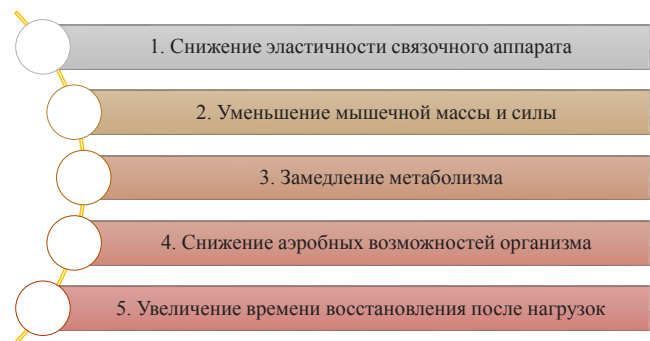 1. Снижение эластичности связочного аппарата
2. Уменьшение мышечной массы и силы
3. Замедление метаболизма
4. Снижение аэробных возможностей организма
5. Увеличение времени восстановления после нагрузок